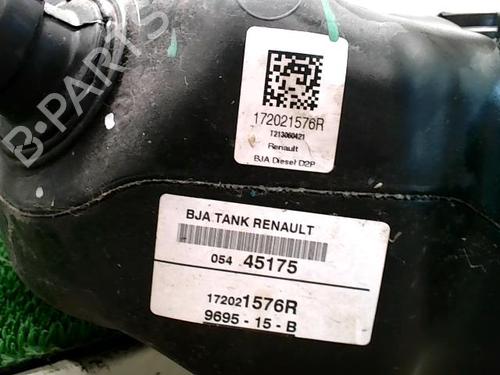 B-PARTS
172021576R
T213060421
Renault
BJA Diesel D2P
BJA TANK RENAULT
054 45175
172021576R
9695 - 15 - B